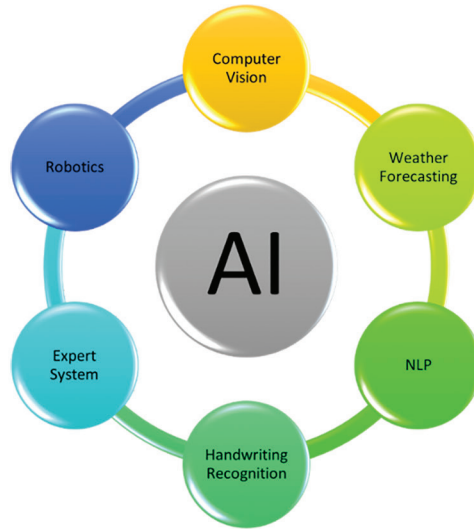 Computer
Vision
Weather
Forecasting
NLP
Handwriting
Recognition
Expert
System
Robotics
AI